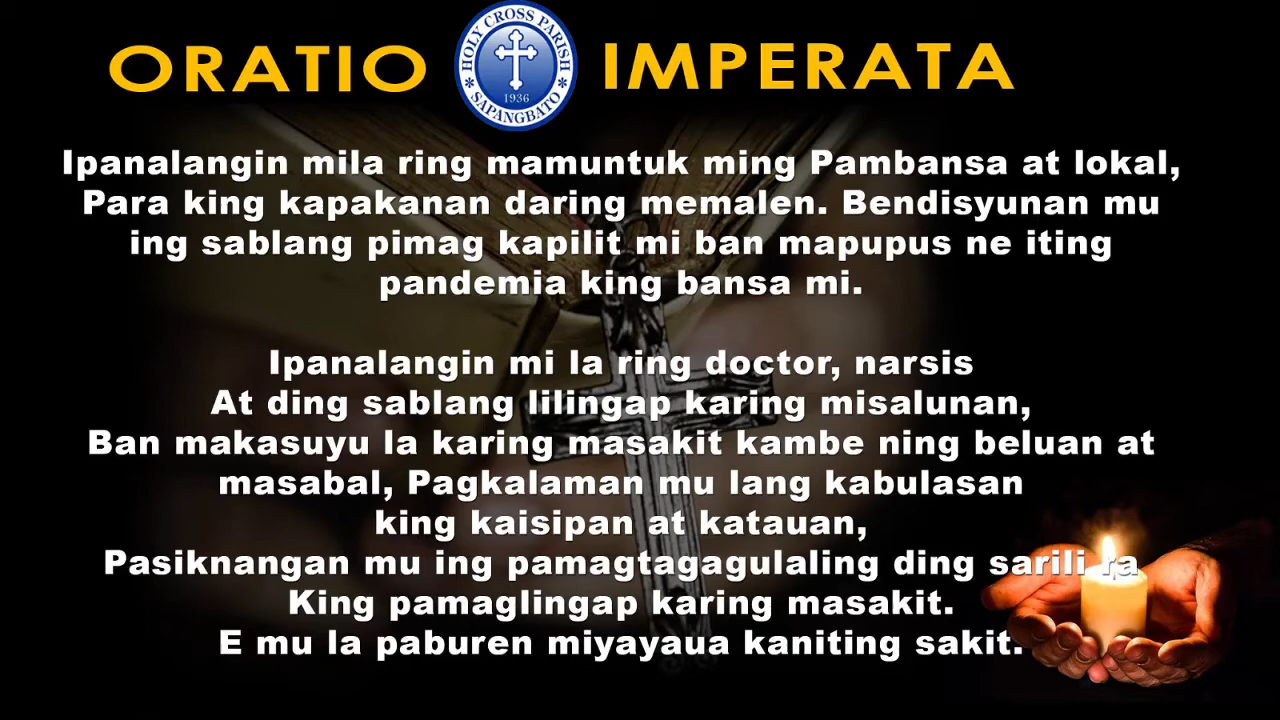 ORATIO IMPERATA
HOLY CROSS PARISH
1936
SAPANGBATO
Ipanalangin mila ring mamuntuk ming Pambansa at lokal,
Para king kapakanan daring memalen. Bendisyunan mu
ing sablang pimag kapilit mi ban mapupus ne iting
pandemia king bansa mi.
Ipanalangin mi la ring doctor, narsis
At ding sablang lilingap karing misalunan,
Ban makasuyu la karing masakit kambe ning beluan at
masabal, Pagkalaman mu lang kabulasan
king kaisipan at katauan,
Pasiknangan mu ing pamagtagagulaling ding sarili ra
King pamaglingap karing masakit.
E mu la paburen miyayaua kaniting sakit.